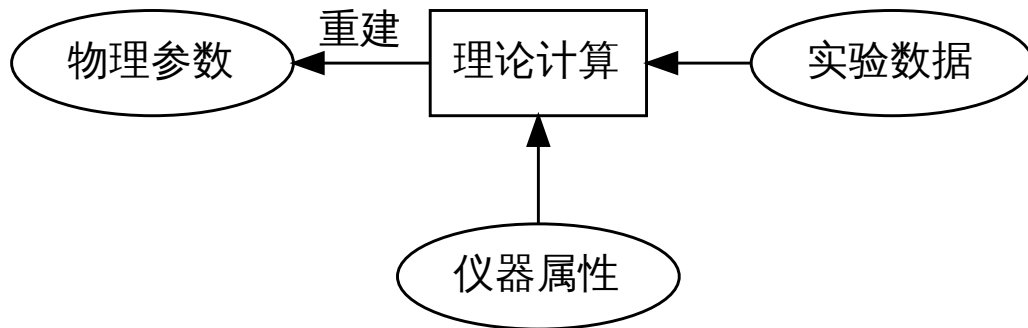 重建
物理参数
理论计算
实验数据
仪器属性